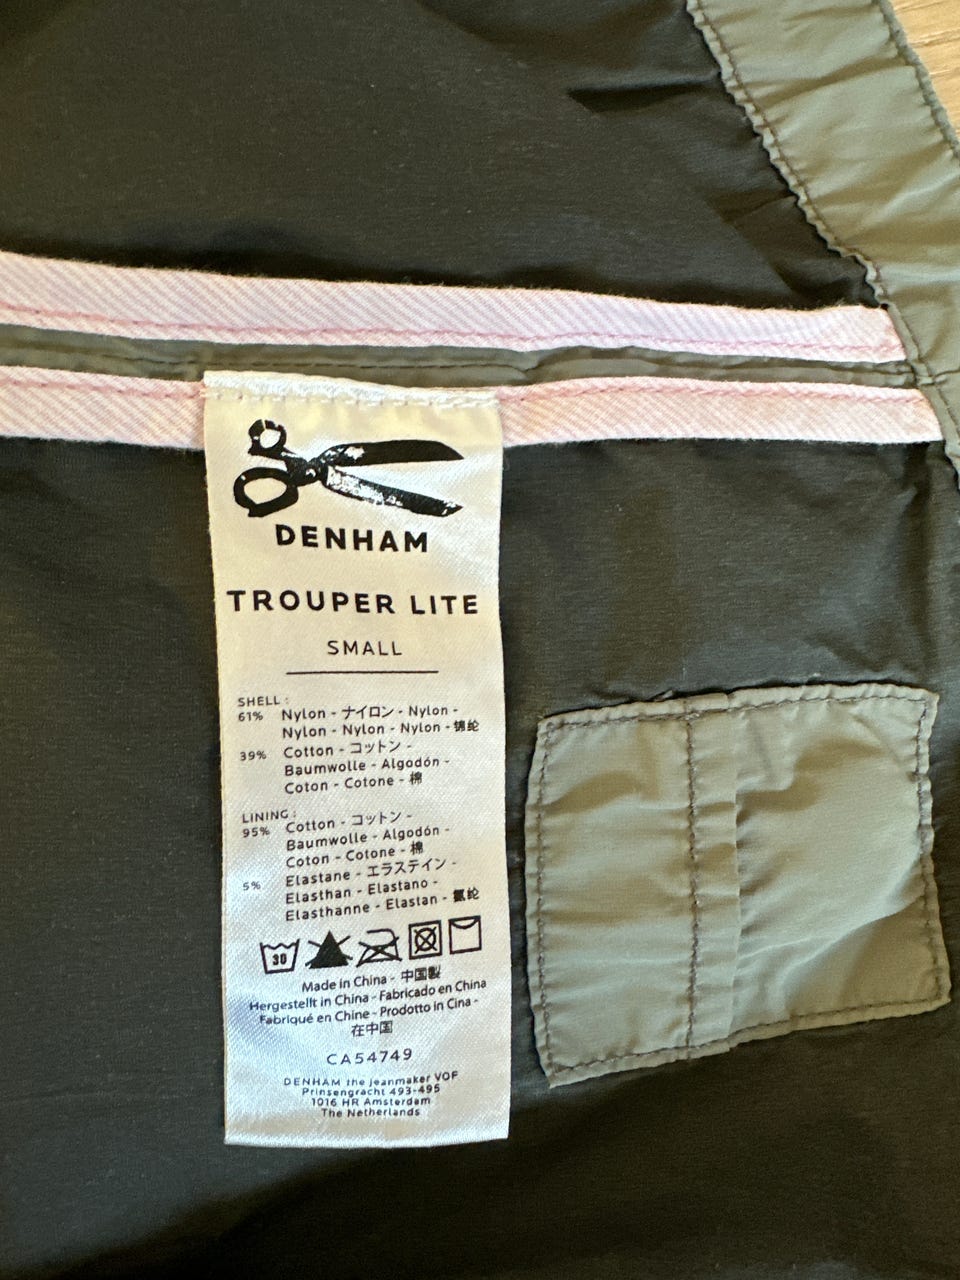 DENHAM
TROUPER LITE
SMALL
SHELL :
61% Nylon - ナイロン - Nylon -
Nylon - Nylon - Nylon - 锦纶
39% Cotton - コットン -
Baumwolle - Algodón -
Coton - Cotone - 棉
LINING :
95% Cotton - コットン -
Baumwolle - Algodón -
Coton - Cotone - 棉
5% Elastane - エラステイン -
Elasthan - Elastano -
Elasthanne - Elastan - 氨纶
30
Made in China - 中国製
Hergestellt in China - Fabricado en China
Fabriqué en Chine - Prodotto in Cina -
在中国
CA54749
DENHAM the jeanmaker VOF
Prinsengracht 493-495
1016 HR Amsterdam
The Netherlands